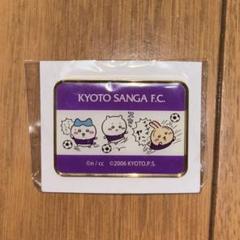 KYOTO SANGA F.C.
©n / cc ©2006 KYOTO.P.S.